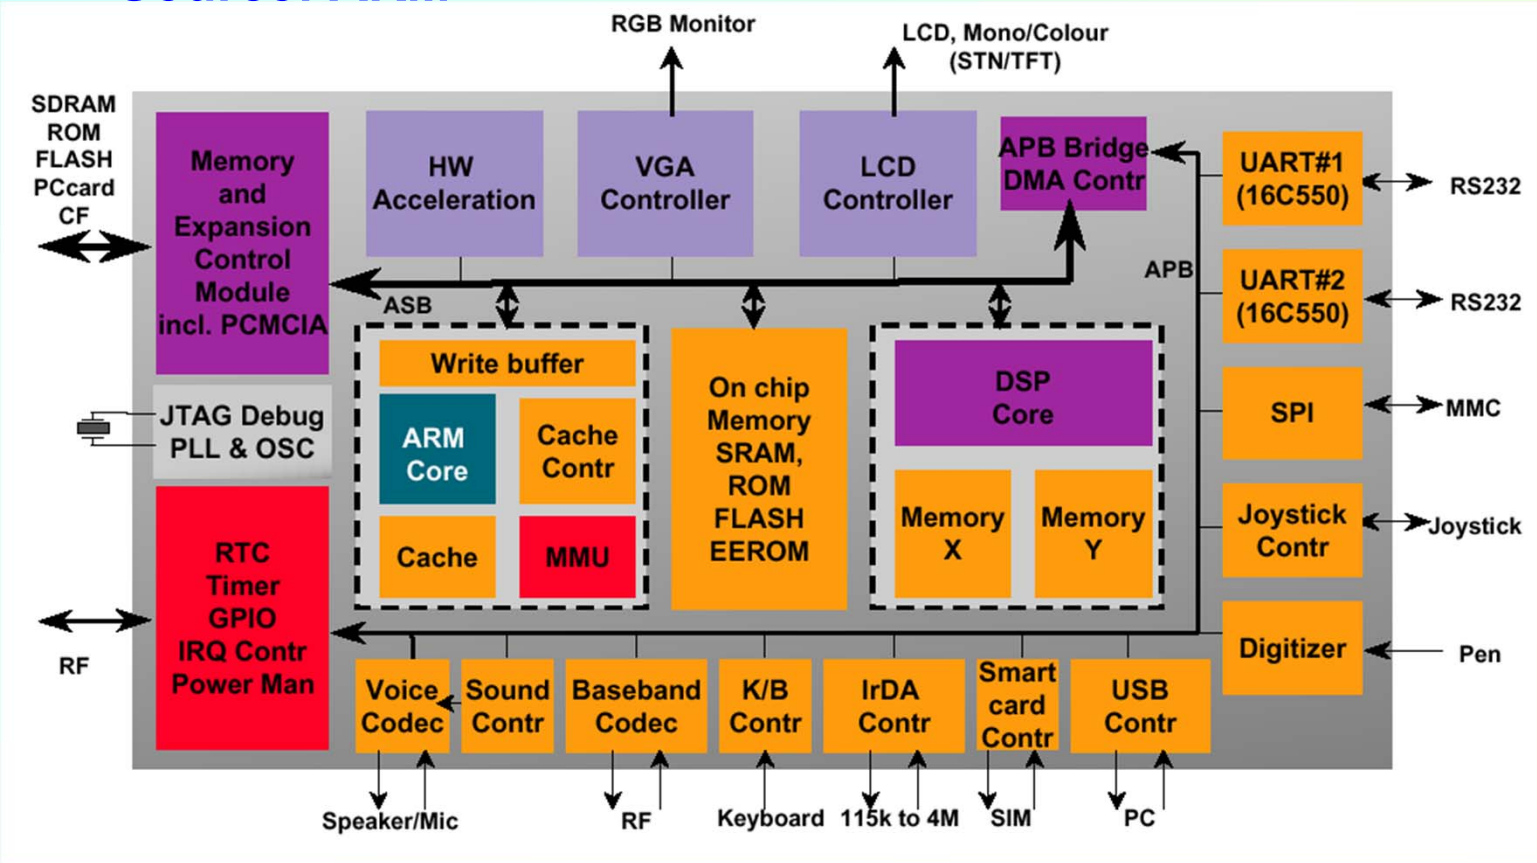 RGB Monitor
LCD, Mono/Colour
(STN/TFT)
SDRAM
ROM
FLASH
PCcard
CF
Memory
and
Expansion
Control
Module
incl. PCMCIA
HW
Acceleration
VGA
Controller
LCD
Controller
APB Bridge
DMA Contr
UART#1
(16C550)
RS232
APB
ASB
UART#2
(16C550)
RS232
JTAG Debug
PLL & OSC
Write buffer
ARM
Core
Cache
Contr
Cache
MMU
On chip
Memory
SRAM,
ROM
FLASH
EEROM
DSP
Core
Memory
X
Memory
Y
SPI
MMC
Joystick
Contr
Joystick
RTC
Timer
GPIO
IRQ Contr
Power Man
RF
Digitizer
Pen
Voice
Codec
Sound
Contr
Baseband
Codec
K/B
Contr
IrDA
Contr
Smart
card
Contr
USB
Contr
Speaker/Mic
RF
Keyboard
115k to 4M
SIM
PC